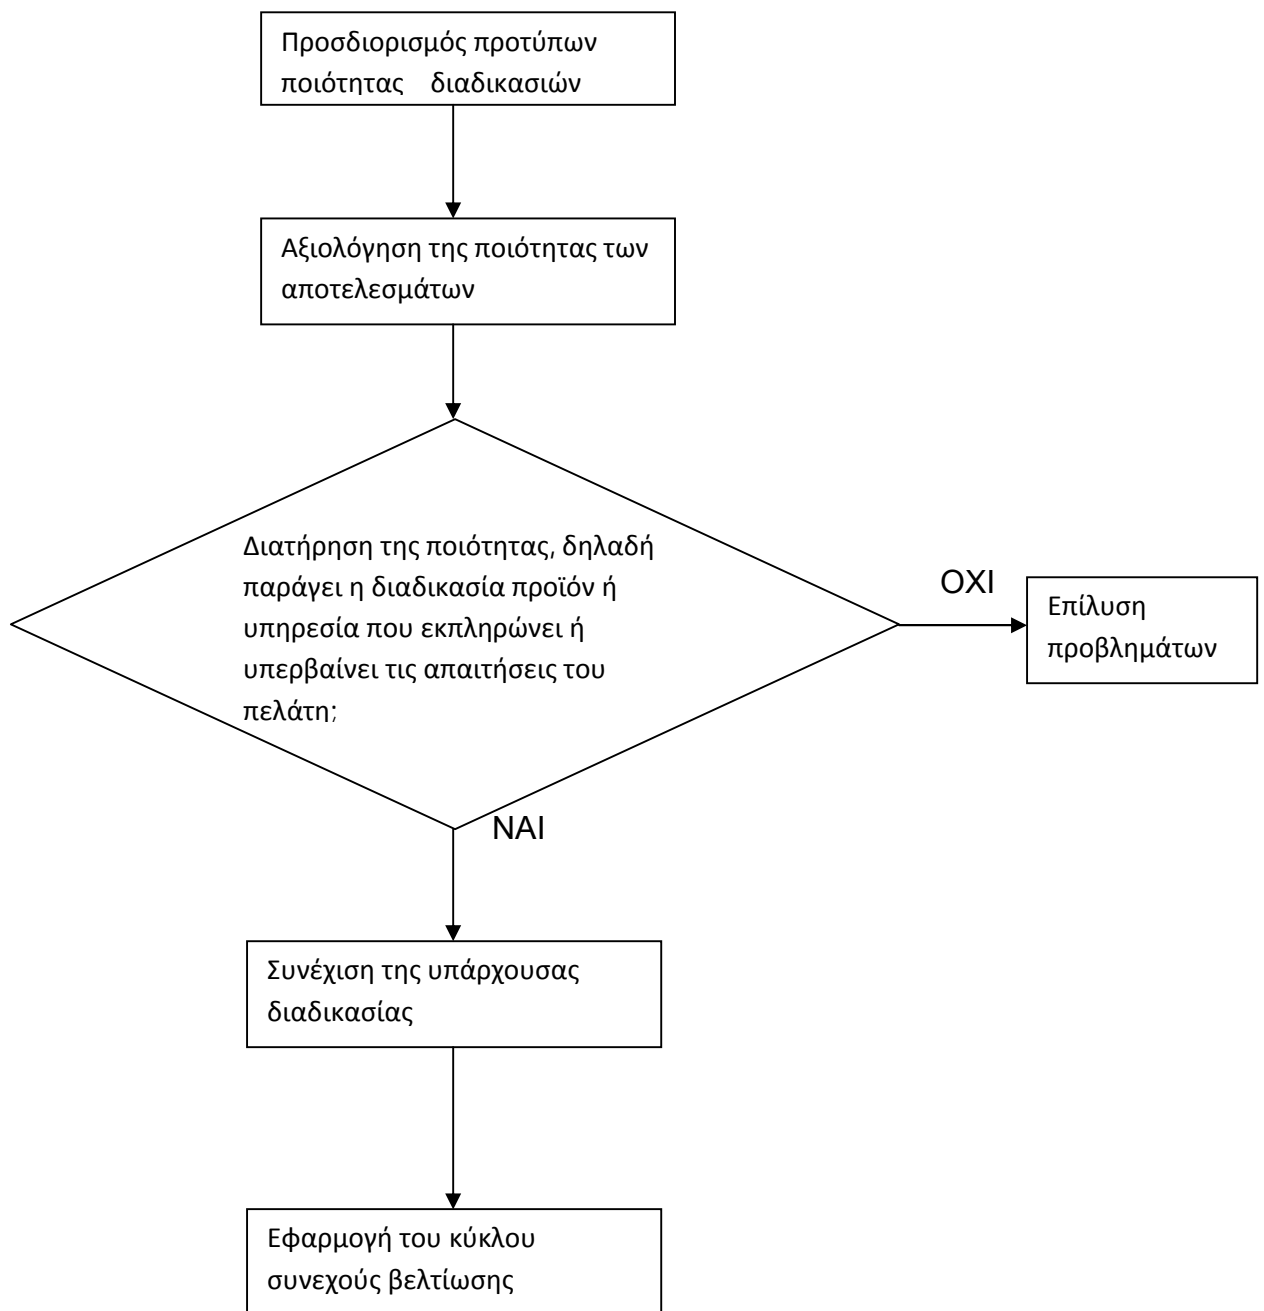 Προσδιορισμός προτύπων
ποιότητας διαδικασιών
Αξιολόγηση της ποιότητας των
αποτελεσμάτων
Διατήρηση της ποιότητας, δηλαδή
παράγει η διαδικασία προϊόν ή
υπηρεσία που εκπληρώνει ή
υπερβαίνει τις απαιτήσεις του
πελάτη;
ΟΧΙ
Επίλυση
προβλημάτων
ΝΑΙ
Συνέχιση της υπάρχουσας
διαδικασίας
Εφαρμογή του κύκλου
συνεχούς βελτίωσης